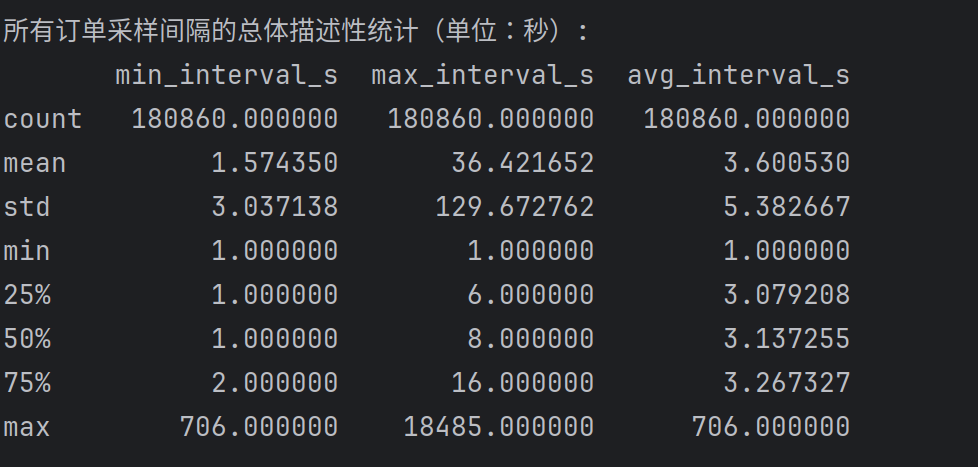 所有订单采样间隔的总体描述性统计（单位：秒）:
min_interval_s max_interval_s avg_interval_s
count 180860.000000 180860.000000 180860.000000
mean 1.574350 36.421652 3.600530
std 3.037138 129.672762 5.382667
min 1.000000 1.000000 1.000000
25% 1.000000 6.000000 3.079208
50% 1.000000 8.000000 3.137255
75% 2.000000 16.000000 3.267327
max 706.000000 18485.000000 706.000000